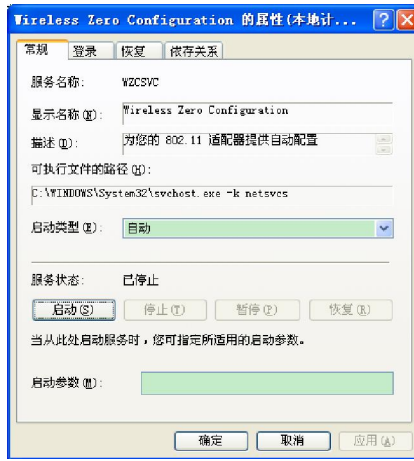 Wireless Zero Configuration 的属性(本地计...
常规 登录 恢复 依存关系
服务名称: WZCSVC
显示名称(N): Wireless Zero Configuration
描述(D): 为您的 802.11 适配器提供自动配置
可执行文件的路径(H):
C:\WINDOWS\System32\svchost.exe -k netsvcs
启动类型(E): 自动
服务状态: 已停止
启动(S) 停止(T) 暂停(P) 恢复(R)
当从此处启动服务时，您可指定所适用的启动参数。
启动参数(M):
确定 取消 应用(A)